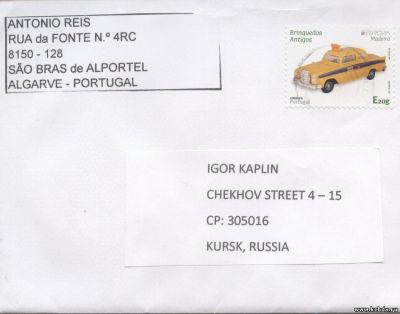 ANTONIO REIS
RUA da FONTE N.º 4RC
8150 - 128
SÃO BRAS de ALPORTEL
ALGARVE - PORTUGAL
Brinquedos
Antigos
EUROPA
Madeira
Portugal
E20g
IGOR KAPLIN
CHEKHOV STREET 4 – 15
CP: 305016
KURSK, RUSSIA